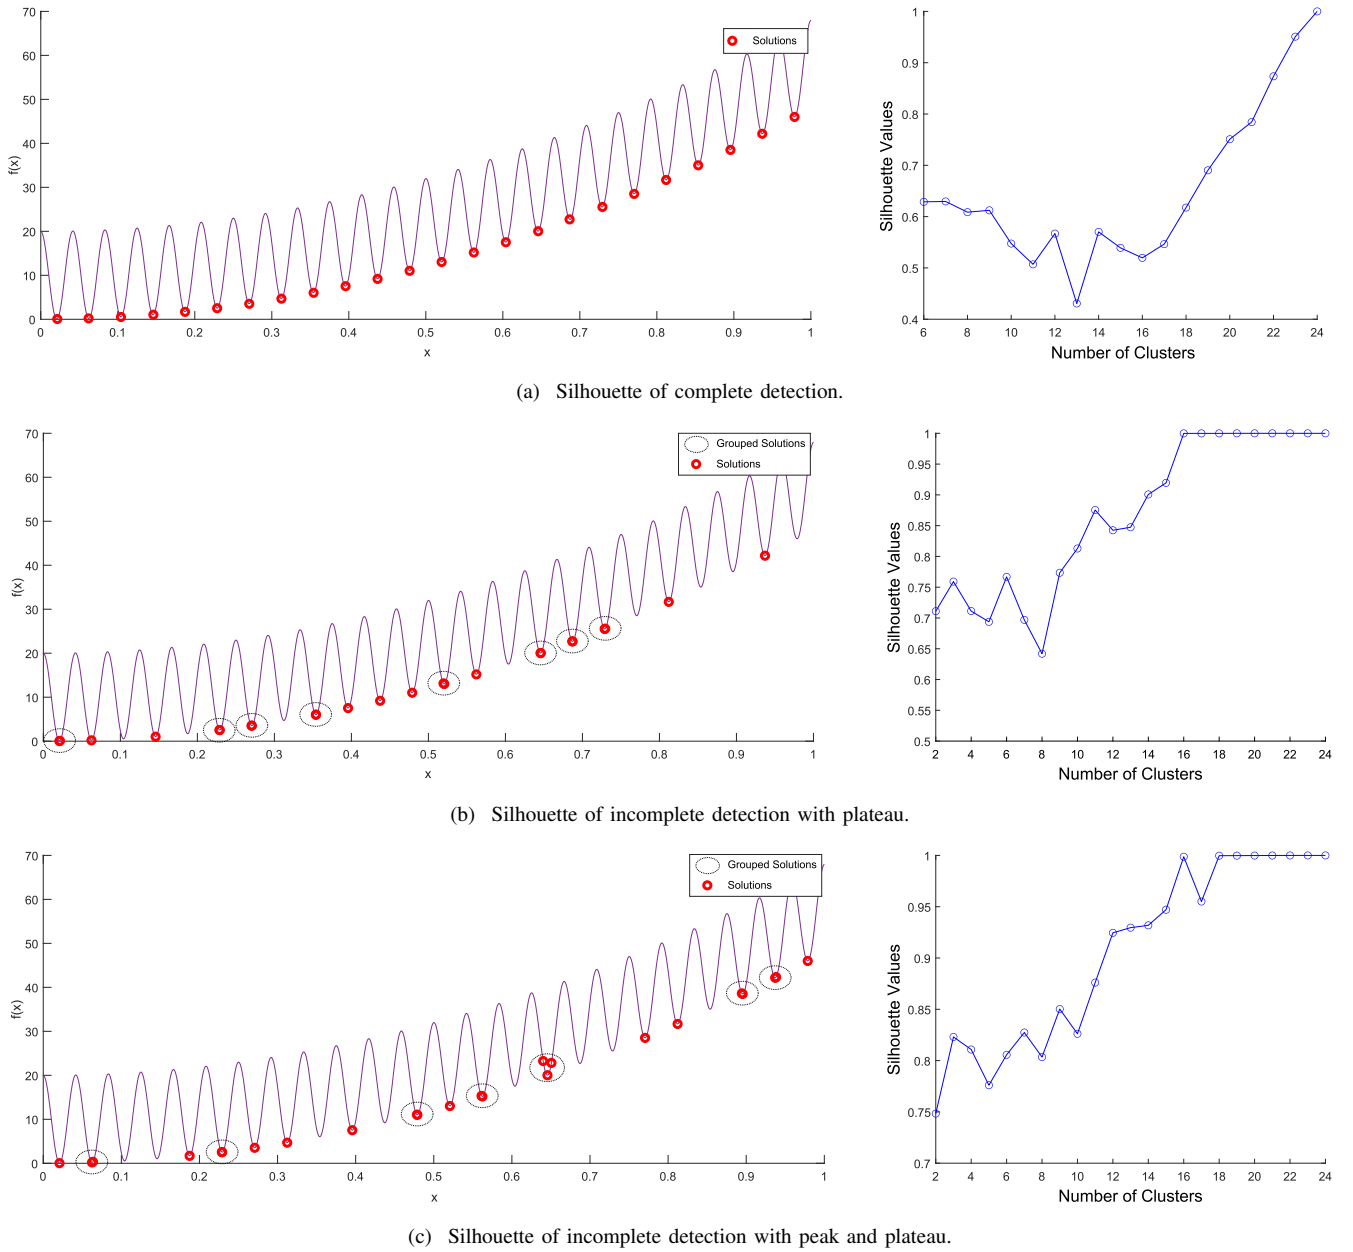 70
60
50
40
30
20
10
0
f(x)
0 0.1 0.2 0.3 0.4 0.5 0.6 0.7 0.8 0.9 1
x
Solutions
1
0.9
0.8
0.7
0.6
0.5
0.4
Silhouette Values
6 8 10 12 14 16 18 20 22 24
Number of Clusters
(a) Silhouette of complete detection.
70
60
50
40
30
20
10
0
f(x)
0 0.1 0.2 0.3 0.4 0.5 0.6 0.7 0.8 0.9 1
x
Grouped Solutions
Solutions
1
0.95
0.9
0.85
0.8
0.75
0.7
0.65
0.6
0.55
0.5
Silhouette Values
2 4 6 8 10 12 14 16 18 20 22 24
Number of Clusters
(b) Silhouette of incomplete detection with plateau.
70
60
50
40
30
20
10
0
f(x)
0 0.1 0.2 0.3 0.4 0.5 0.6 0.7 0.8 0.9 1
x
Grouped Solutions
Solutions
1
0.95
0.9
0.85
0.8
0.75
0.7
Silhouette Values
2 4 6 8 10 12 14 16 18 20 22 24
Number of Clusters
(c) Silhouette of incomplete detection with peak and plateau.